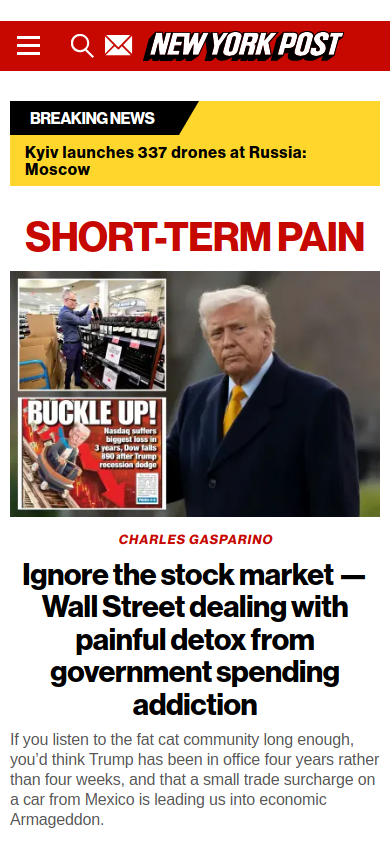 NEW YORK POST
BREAKING NEWS
Kyiv launches 337 drones at Russia:
Moscow
SHORT-TERM PAIN
BUCKLE UP!
Nasdaq suffers
biggest loss in
3 years, Dow falls
890 after Trump
recession dodge
CHARLES GASPARINO
Ignore the stock market —
Wall Street dealing with
painful detox from
government spending
addiction
If you listen to the fat cat community long enough,
you’d think Trump has been in office four years rather
than four weeks, and that a small trade surcharge on
a car from Mexico is leading us into economic
Armageddon.